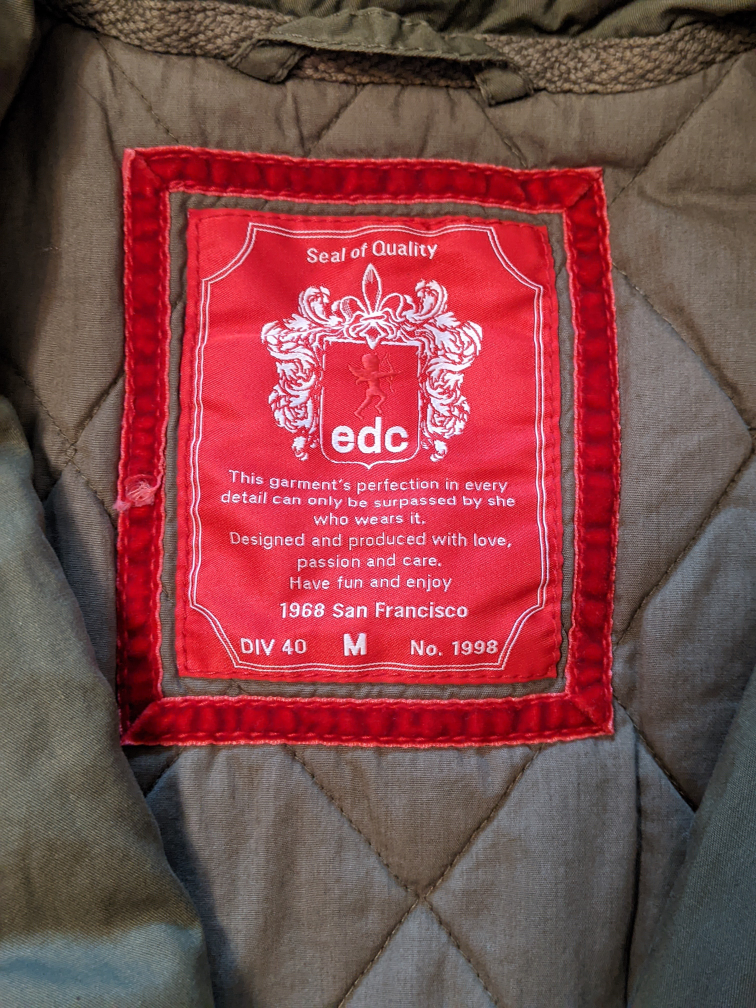 Seal of Quality
edc
This garment's perfection in every
detail can only be surpassed by she
who wears it.
Designed and produced with love,
passion and care.
Have fun and enjoy
1968 San Francisco
DIV 40 M No. 1998